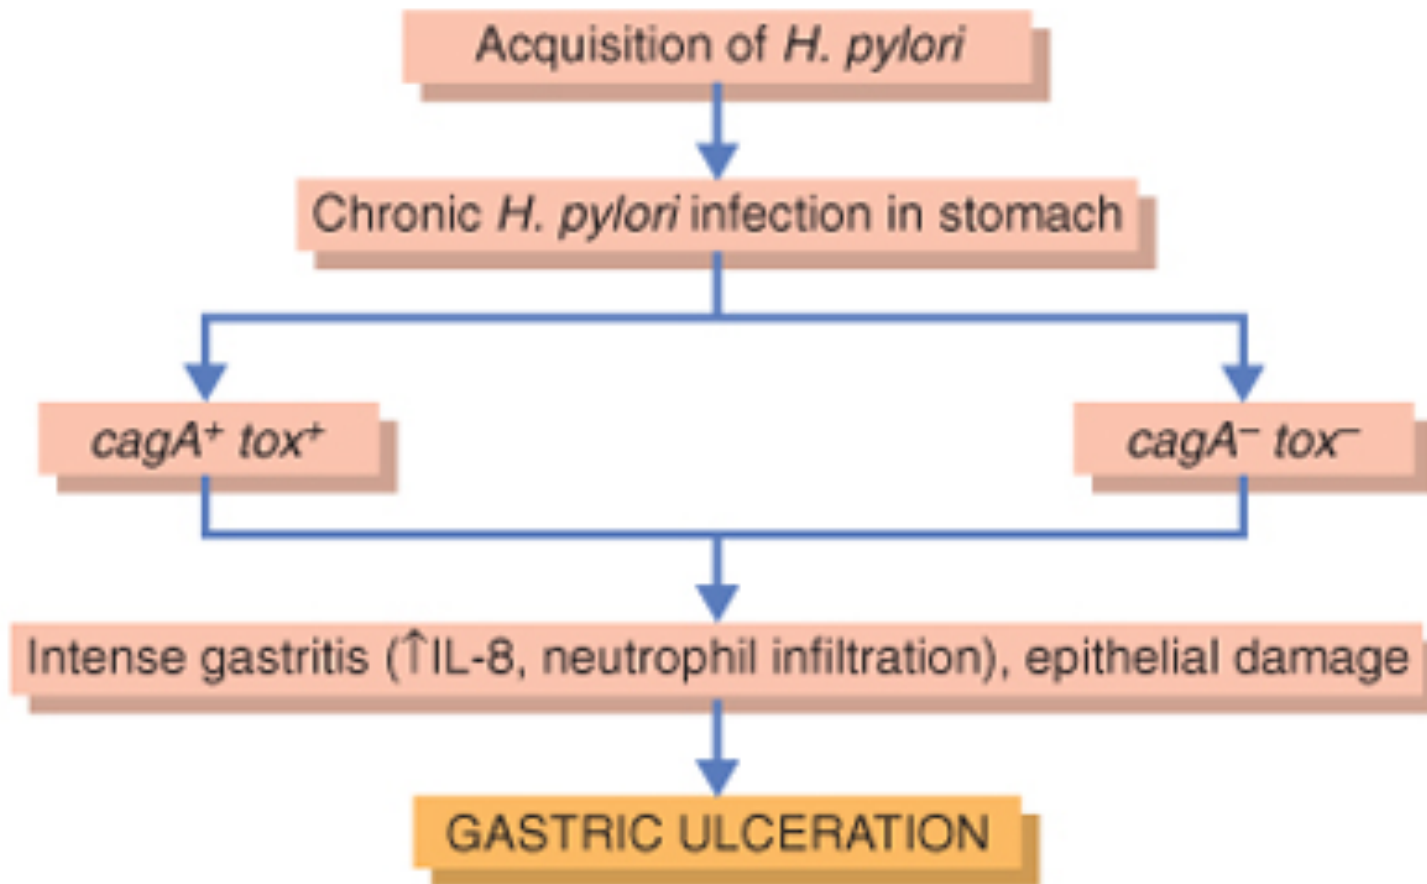 Acquisition of H. pylori
Chronic H. pylori infection in stomach
cagA⁺ tox⁺
cagA⁻ tox⁻
Intense gastritis (↑IL-8, neutrophil infiltration), epithelial damage
GASTRIC ULCERATION